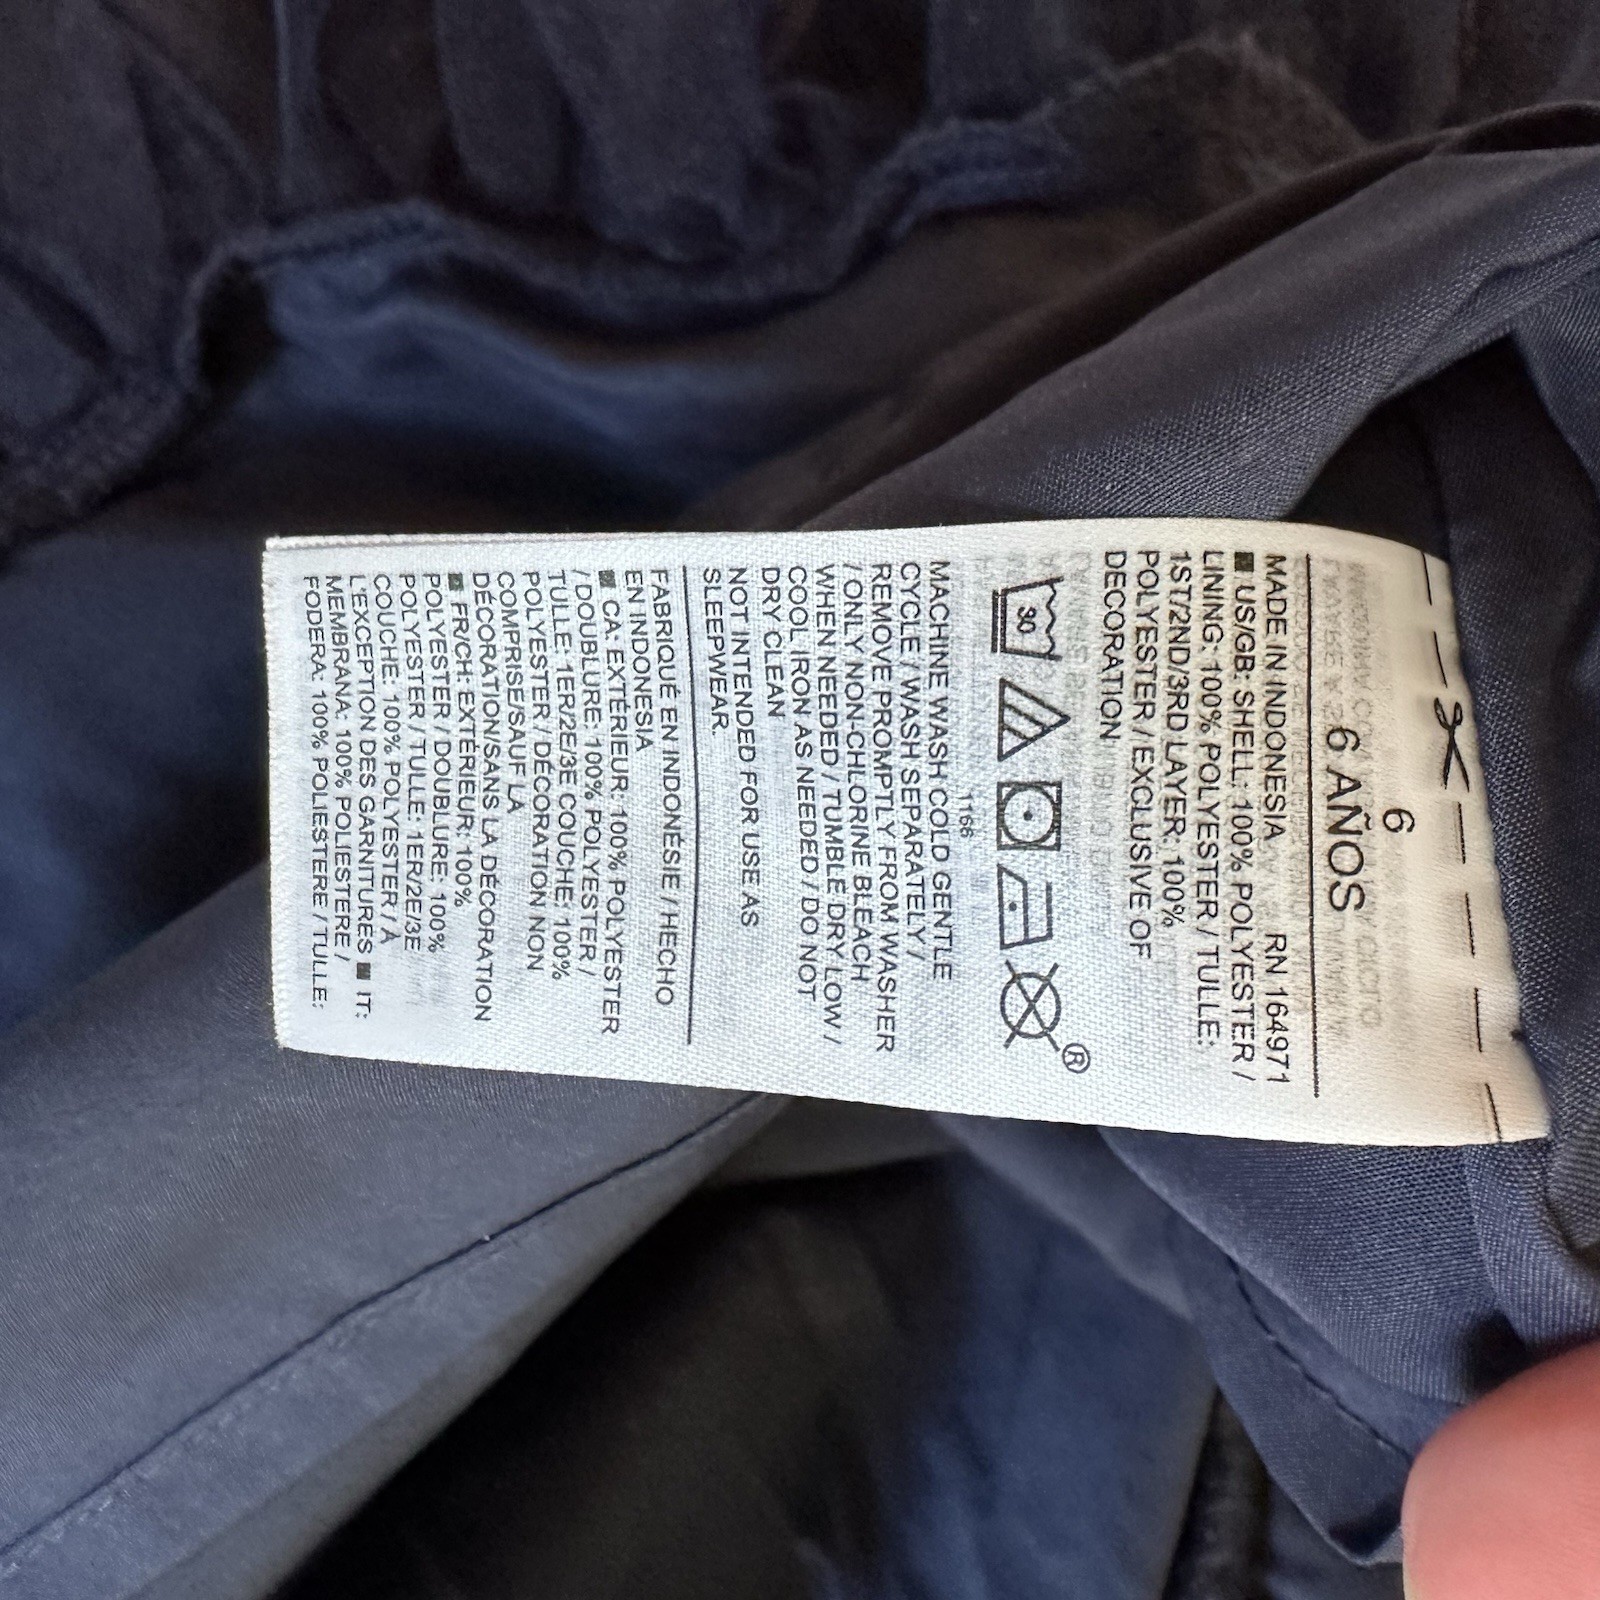 6
6 AÑOS
MADE IN INDONESIA RN 164971
■ US/GB: SHELL: 100% POLYESTER /
LINING: 100% POLYESTER / TULLE:
1ST/2ND/3RD LAYER: 100%
POLYESTER / EXCLUSIVE OF
DECORATION
30
®
1166
MACHINE WASH COLD GENTLE
CYCLE / WASH SEPARATELY /
REMOVE PROMPTLY FROM WASHER
/ ONLY NON-CHLORINE BLEACH
WHEN NEEDED / TUMBLE DRY LOW /
COOL IRON AS NEEDED / DO NOT
DRY CLEAN
NOT INTENDED FOR USE AS
SLEEPWEAR.
FABRIQUÉ EN INDONÉSIE / HECHO
EN INDONESIA
■ CA: EXTÉRIEUR: 100% POLYESTER
/ DOUBLURE: 100% POLYESTER /
TULLE: 1ER/2E/3E COUCHE: 100%
POLYESTER / DÉCORATION NON
COMPRISE/SAUF LA
DÉCORATION/SANS LA DÉCORATION
■ FR/CH: EXTÉRIEUR: 100%
POLYESTER / DOUBLURE: 100%
POLYESTER / TULLE: 1ER/2E/3E
COUCHE: 100% POLYESTER / À
L'EXCEPTION DES GARNITURES ■ IT:
MEMBRANA: 100% POLIESTERE /
FODERA: 100% POLIESTERE / TULLE: